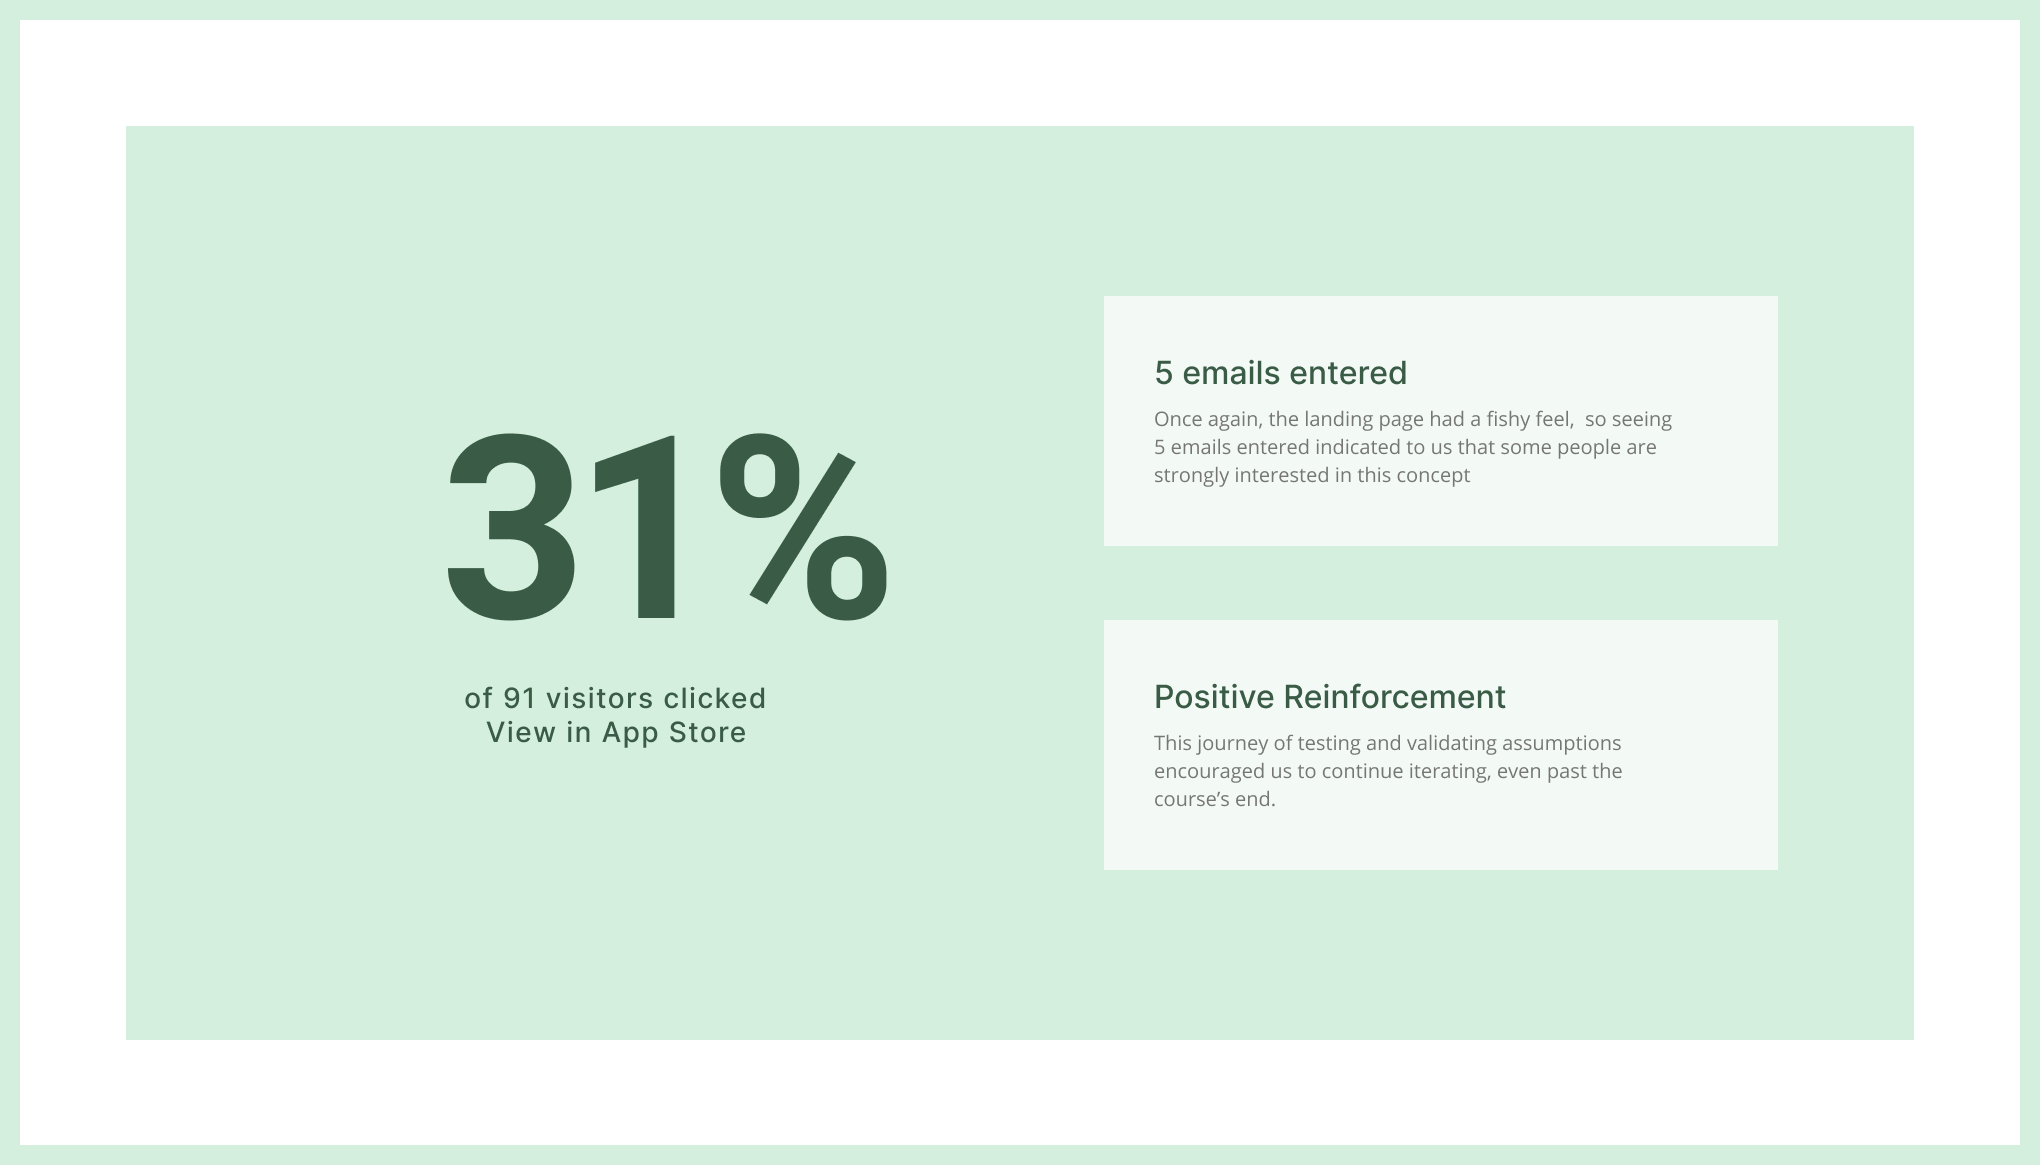 31%
of 91 visitors clicked
View in App Store
5 emails entered
Once again, the landing page had a fishy feel,  so seeing
5 emails entered indicated to us that some people are
strongly interested in this concept
Positive Reinforcement
This journey of testing and validating assumptions
encouraged us to continue iterating, even past the
course’s end.